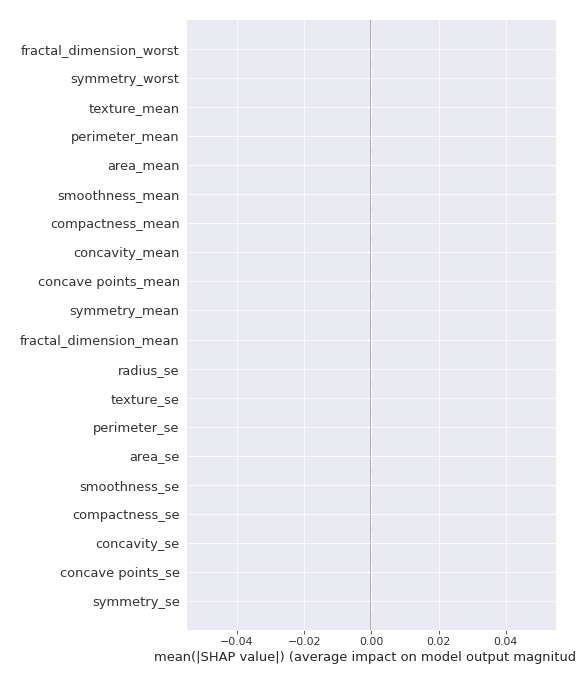 fractal_dimension_worst
symmetry_worst
texture_mean
perimeter_mean
area_mean
smoothness_mean
compactness_mean
concavity_mean
concave points_mean
symmetry_mean
fractal_dimension_mean
radius_se
texture_se
perimeter_se
area_se
smoothness_se
compactness_se
concavity_se
concave points_se
symmetry_se
−0.04 −0.02 0.00 0.02 0.04
mean(|SHAP value|) (average impact on model output magnitud